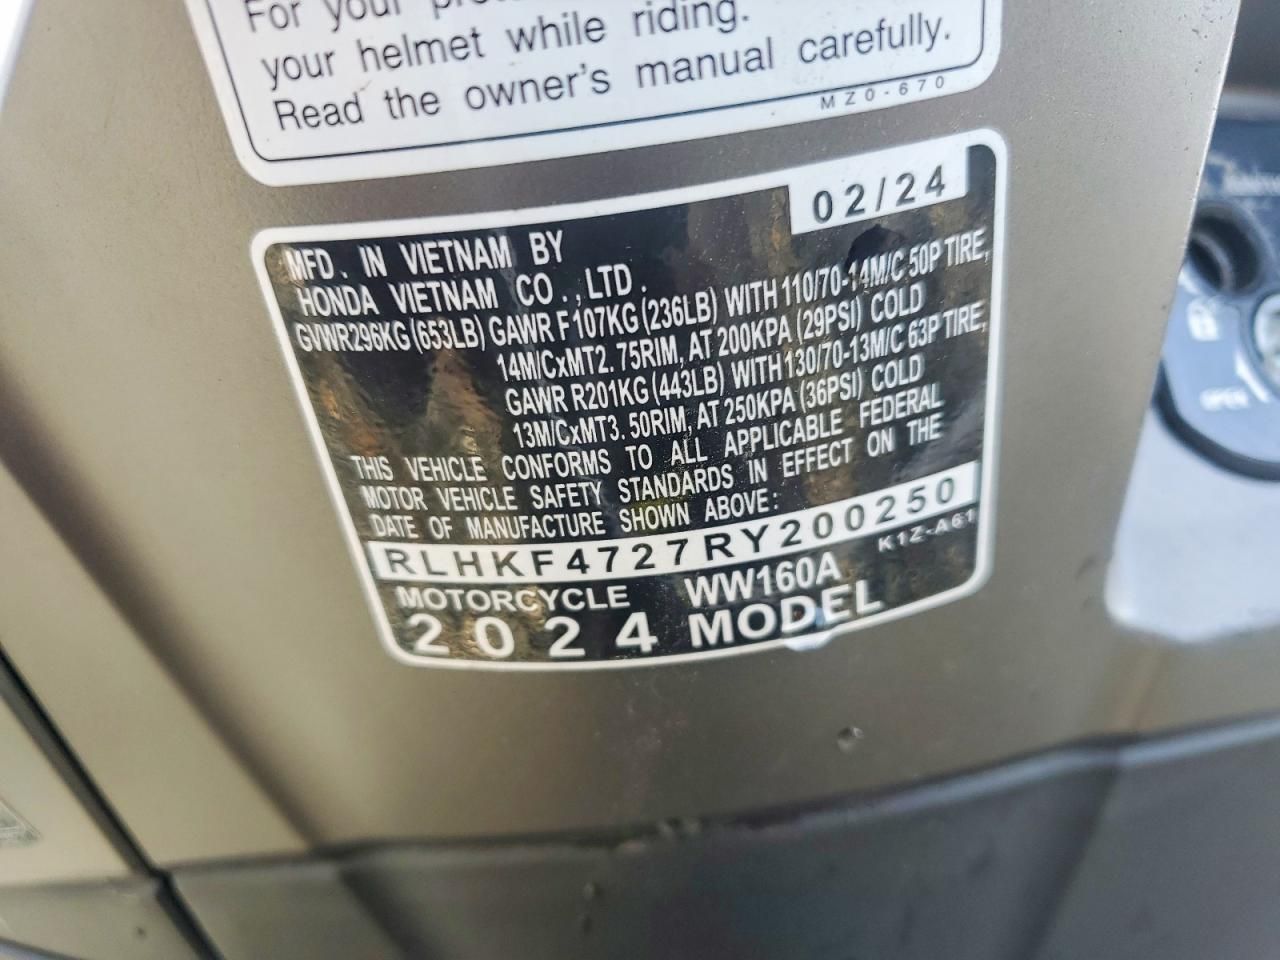 For your
your helmet while riding.
Read the owner's manual carefully.
MZ0-670
02/24
MFD. IN VIETNAM BY
HONDA VIETNAM CO.,LTD.
GVWR296KG (653LB) GAWR F107KG (236LB) WITH 110/70-14M/C 50P TIRE,
14M/CxMT2.75RIM, AT 200KPA (29PSI) COLD
GAWR R201KG (443LB) WITH 130/70-13M/C 63P TIRE,
13M/CxMT3.50RIM, AT 250KPA (36PSI) COLD
THIS VEHICLE CONFORMS TO ALL APPLICABLE FEDERAL
MOTOR VEHICLE SAFETY STANDARDS IN EFFECT ON THE
DATE OF MANUFACTURE SHOWN ABOVE:
RLHKF4727RY200250
K1Z-A61
MOTORCYCLE WW160A
2024 MODEL
OPEN